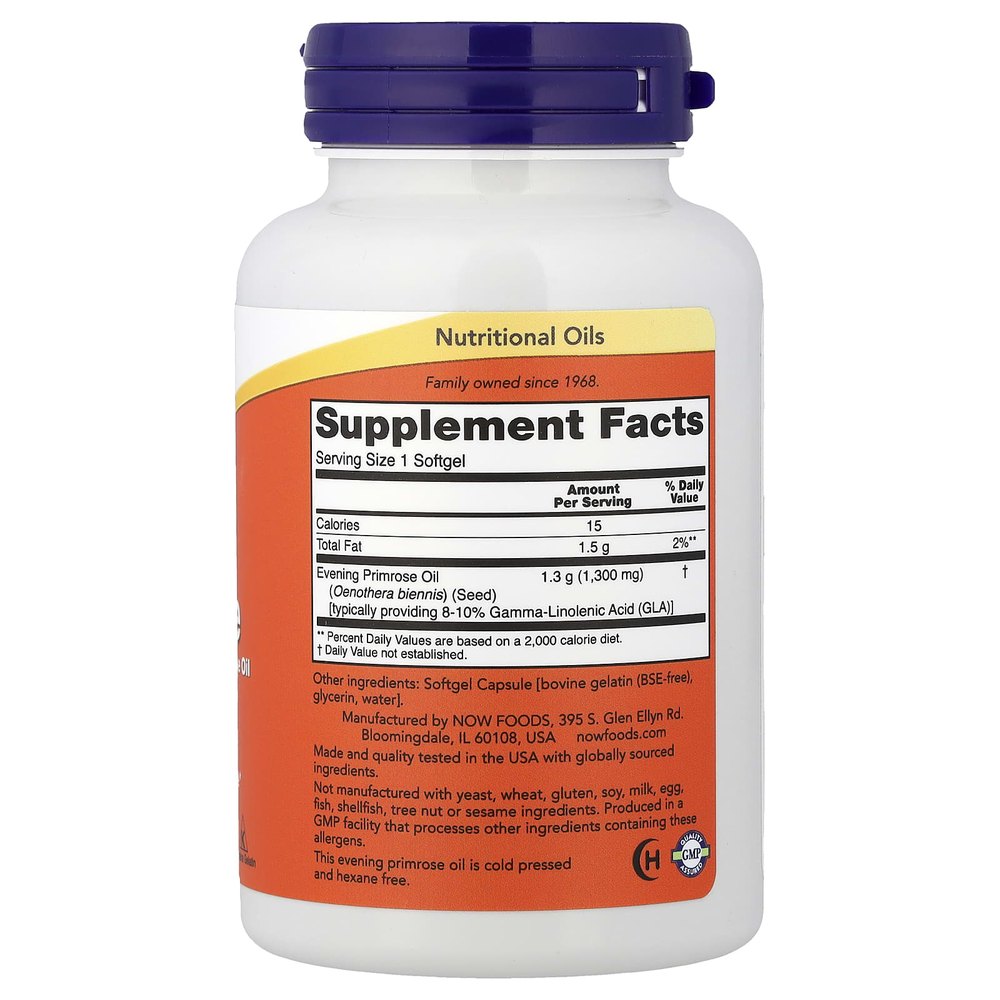 Nutritional Oils
Family owned since 1968.
Supplement Facts
Serving Size 1 Softgel
Amount Per Serving % Daily Value
Calories 15
Total Fat 1.5 g 2%**
Evening Primrose Oil 1.3 g (1,300 mg) †
(Oenothera biennis) (Seed)
[typically providing 8-10% Gamma-Linolenic Acid (GLA)]
** Percent Daily Values are based on a 2,000 calorie diet.
† Daily Value not established.
Other ingredients: Softgel Capsule [bovine gelatin (BSE-free),
glycerin, water].
Manufactured by NOW FOODS, 395 S. Glen Ellyn Rd.
Bloomingdale, IL 60108, USA nowfoods.com
Made and quality tested in the USA with globally sourced
ingredients.
Not manufactured with yeast, wheat, gluten, soy, milk, egg,
fish, shellfish, tree nut or sesame ingredients. Produced in a
GMP facility that processes other ingredients containing these
allergens.
This evening primrose oil is cold pressed
and hexane free.
H
QUALITY
GMP
ASSURED
Oil
K
Gelatin